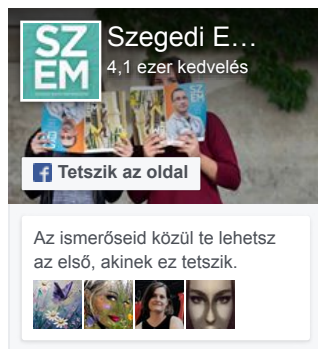 SZ
EM
Szegedi E…
4,1 ezer kedvelés
Tetszik az oldal
Az ismerőseid közül te lehetsz
az első, akinek ez tetszik.